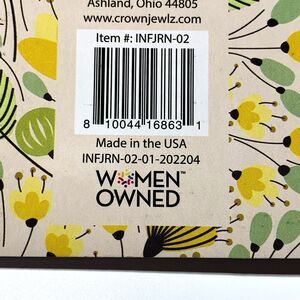 Ashland, Ohio 44805
www.crownjewlz.com
Item #: INFJRN-02
8 10044 16863 1
Made in the USA
INFJRN-02-01-202204
WOMEN™
OWNED